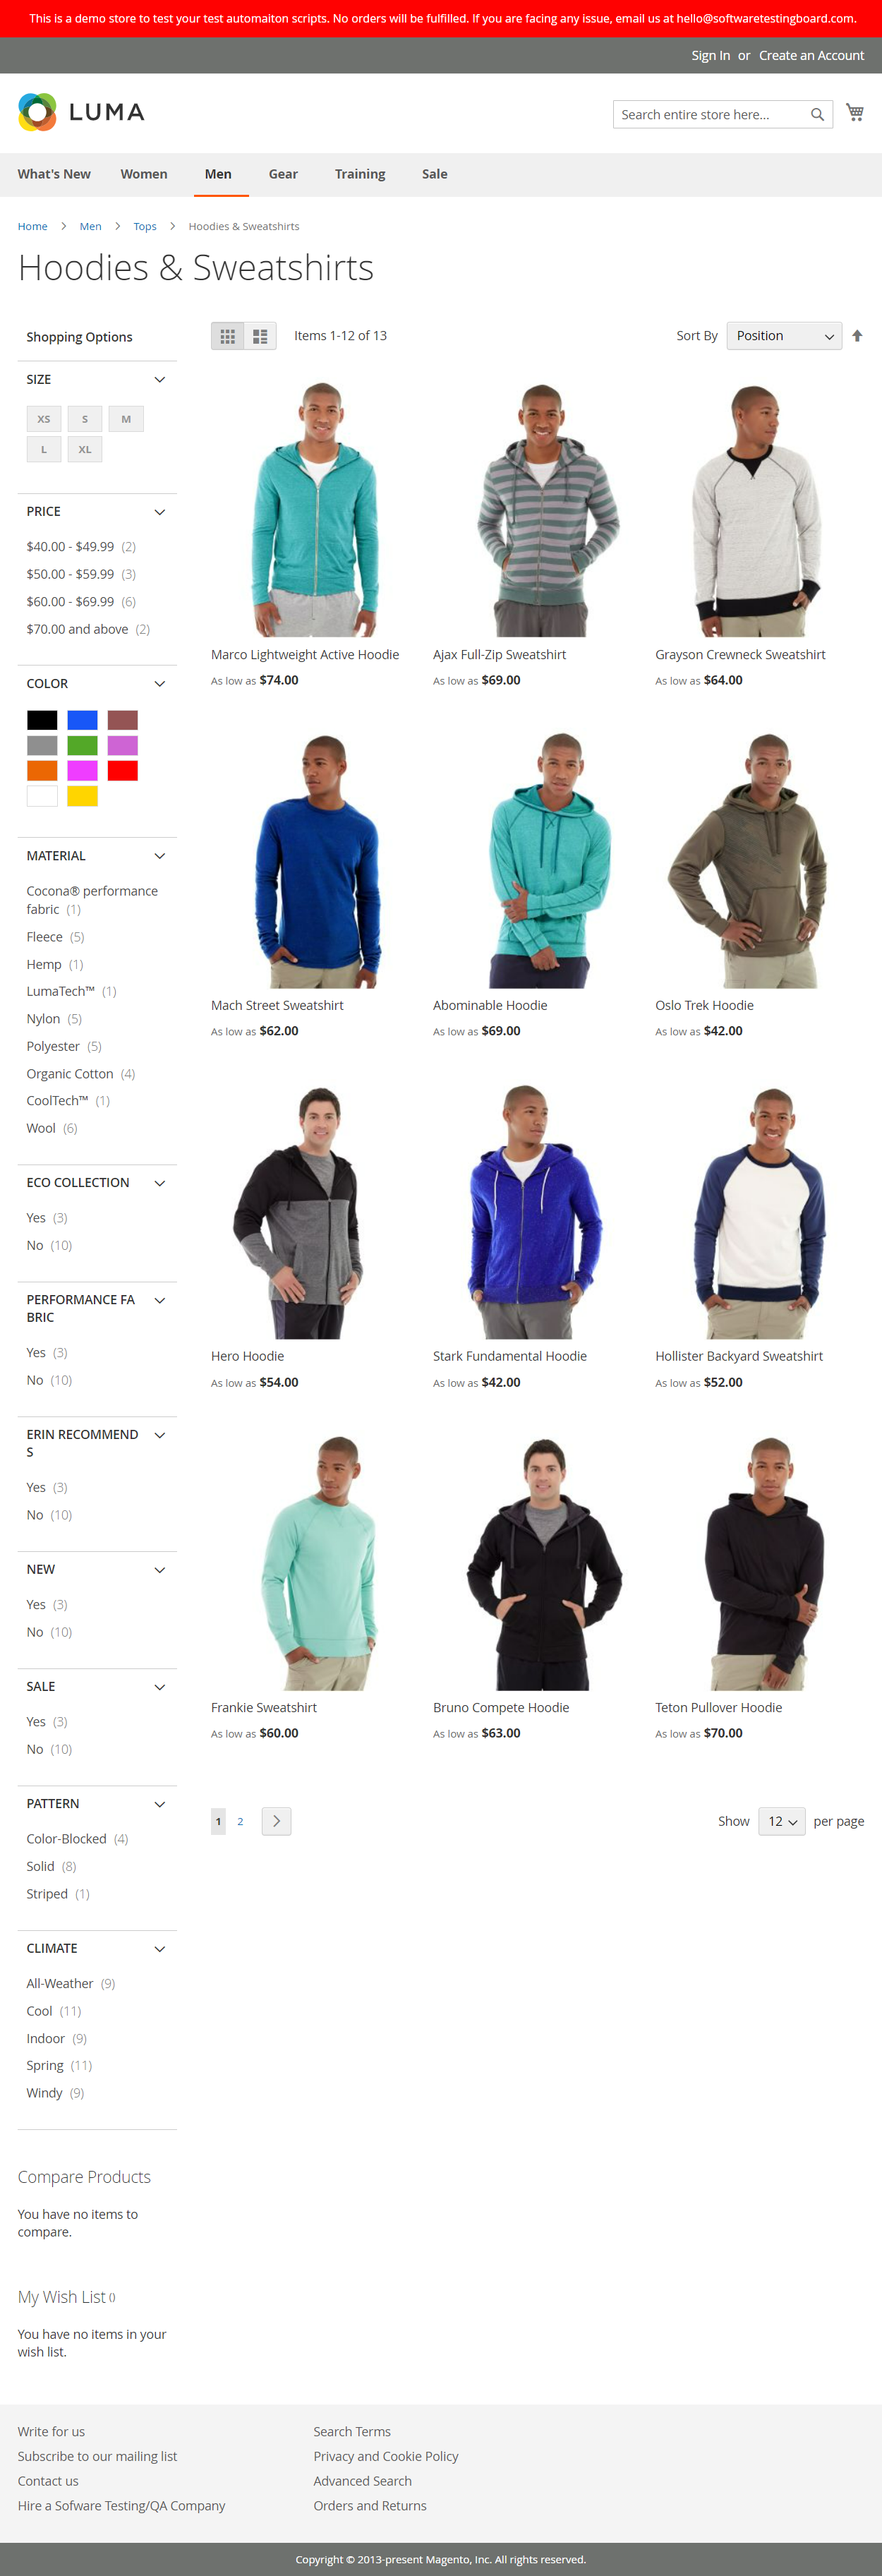 This is a demo store to test your test automaiton scripts. No orders will be fulfilled. If you are facing any issue, email us at hello@softwaretestingboard.com.
Sign In or Create an Account
LUMA
Search entire store here...
What's New Women Men Gear Training Sale
Home > Men > Tops > Hoodies & Sweatshirts
Hoodies & Sweatshirts
Shopping Options
SIZE
XS S M
L XL
PRICE
$40.00 - $49.99 (2)
$50.00 - $59.99 (3)
$60.00 - $69.99 (6)
$70.00 and above (2)
COLOR
MATERIAL
Cocona® performance
fabric (1)
Fleece (5)
Hemp (1)
LumaTech™ (1)
Nylon (5)
Polyester (5)
Organic Cotton (4)
CoolTech™ (1)
Wool (6)
ECO COLLECTION
Yes (3)
No (10)
PERFORMANCE FA
BRIC
Yes (3)
No (10)
ERIN RECOMMEND
S
Yes (3)
No (10)
NEW
Yes (3)
No (10)
SALE
Yes (3)
No (10)
PATTERN
Color-Blocked (4)
Solid (8)
Striped (1)
CLIMATE
All-Weather (9)
Cool (11)
Indoor (9)
Spring (11)
Windy (9)
Compare Products
You have no items to
compare.
My Wish List ()
You have no items in your
wish list.
Items 1-12 of 13
Sort By Position
Marco Lightweight Active Hoodie
As low as $74.00
Ajax Full-Zip Sweatshirt
As low as $69.00
Grayson Crewneck Sweatshirt
As low as $64.00
Mach Street Sweatshirt
As low as $62.00
Abominable Hoodie
As low as $69.00
Oslo Trek Hoodie
As low as $42.00
Hero Hoodie
As low as $54.00
Stark Fundamental Hoodie
As low as $42.00
Hollister Backyard Sweatshirt
As low as $52.00
Frankie Sweatshirt
As low as $60.00
Bruno Compete Hoodie
As low as $63.00
Teton Pullover Hoodie
As low as $70.00
1 2
Show 12 per page
Write for us
Subscribe to our mailing list
Contact us
Hire a Sofware Testing/QA Company
Search Terms
Privacy and Cookie Policy
Advanced Search
Orders and Returns
Copyright © 2013-present Magento, Inc. All rights reserved.